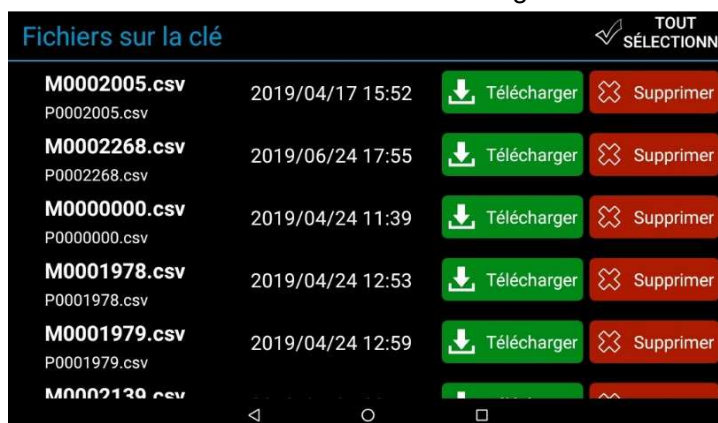 Fichiers sur la clé
TOUT
SÉLECTIONN
M0002005.csv
P0002005.csv
2019/04/17 15:52
Télécharger
Supprimer
M0002268.csv
P0002268.csv
2019/06/24 17:55
Télécharger
Supprimer
M0000000.csv
P0000000.csv
2019/04/24 11:39
Télécharger
Supprimer
M0001978.csv
P0001978.csv
2019/04/24 12:53
Télécharger
Supprimer
M0001979.csv
P0001979.csv
2019/04/24 12:59
Télécharger
Supprimer
M0002139.csv